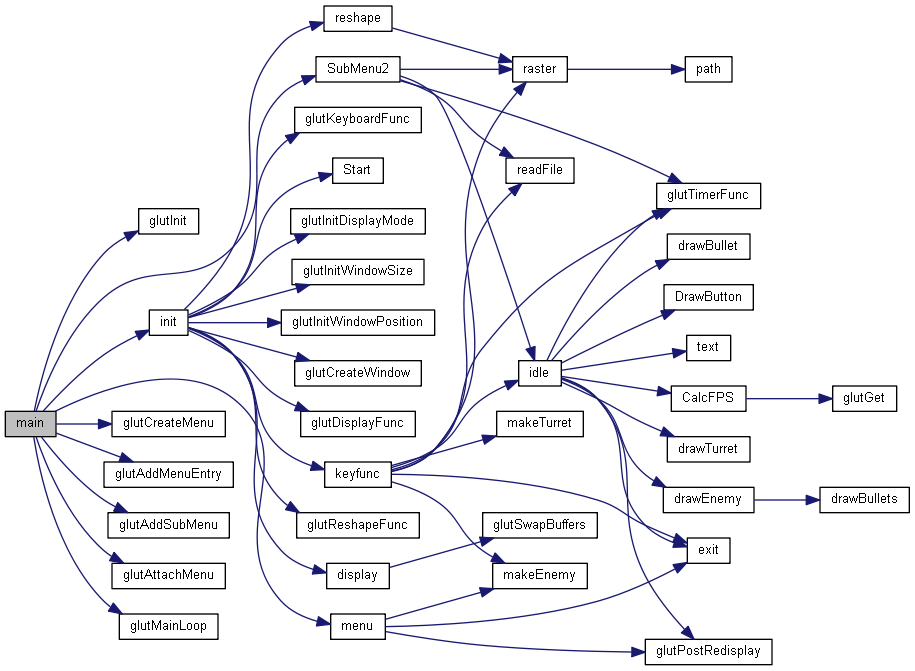 reshape
SubMenu2
raster
path
glutKeyboardFunc
Start
readFile
glutTimerFunc
glutInit
glutInitDisplayMode
drawBullet
glutInitWindowSize
DrawButton
init
glutInitWindowPosition
text
glutCreateWindow
idle
CalcFPS
glutGet
main
glutCreateMenu
glutDisplayFunc
makeTurret
drawTurret
glutAddMenuEntry
keyfunc
drawEnemy
drawBullets
glutAddSubMenu
glutReshapeFunc
glutSwapBuffers
exit
glutAttachMenu
display
makeEnemy
glutMainLoop
menu
glutPostRedisplay